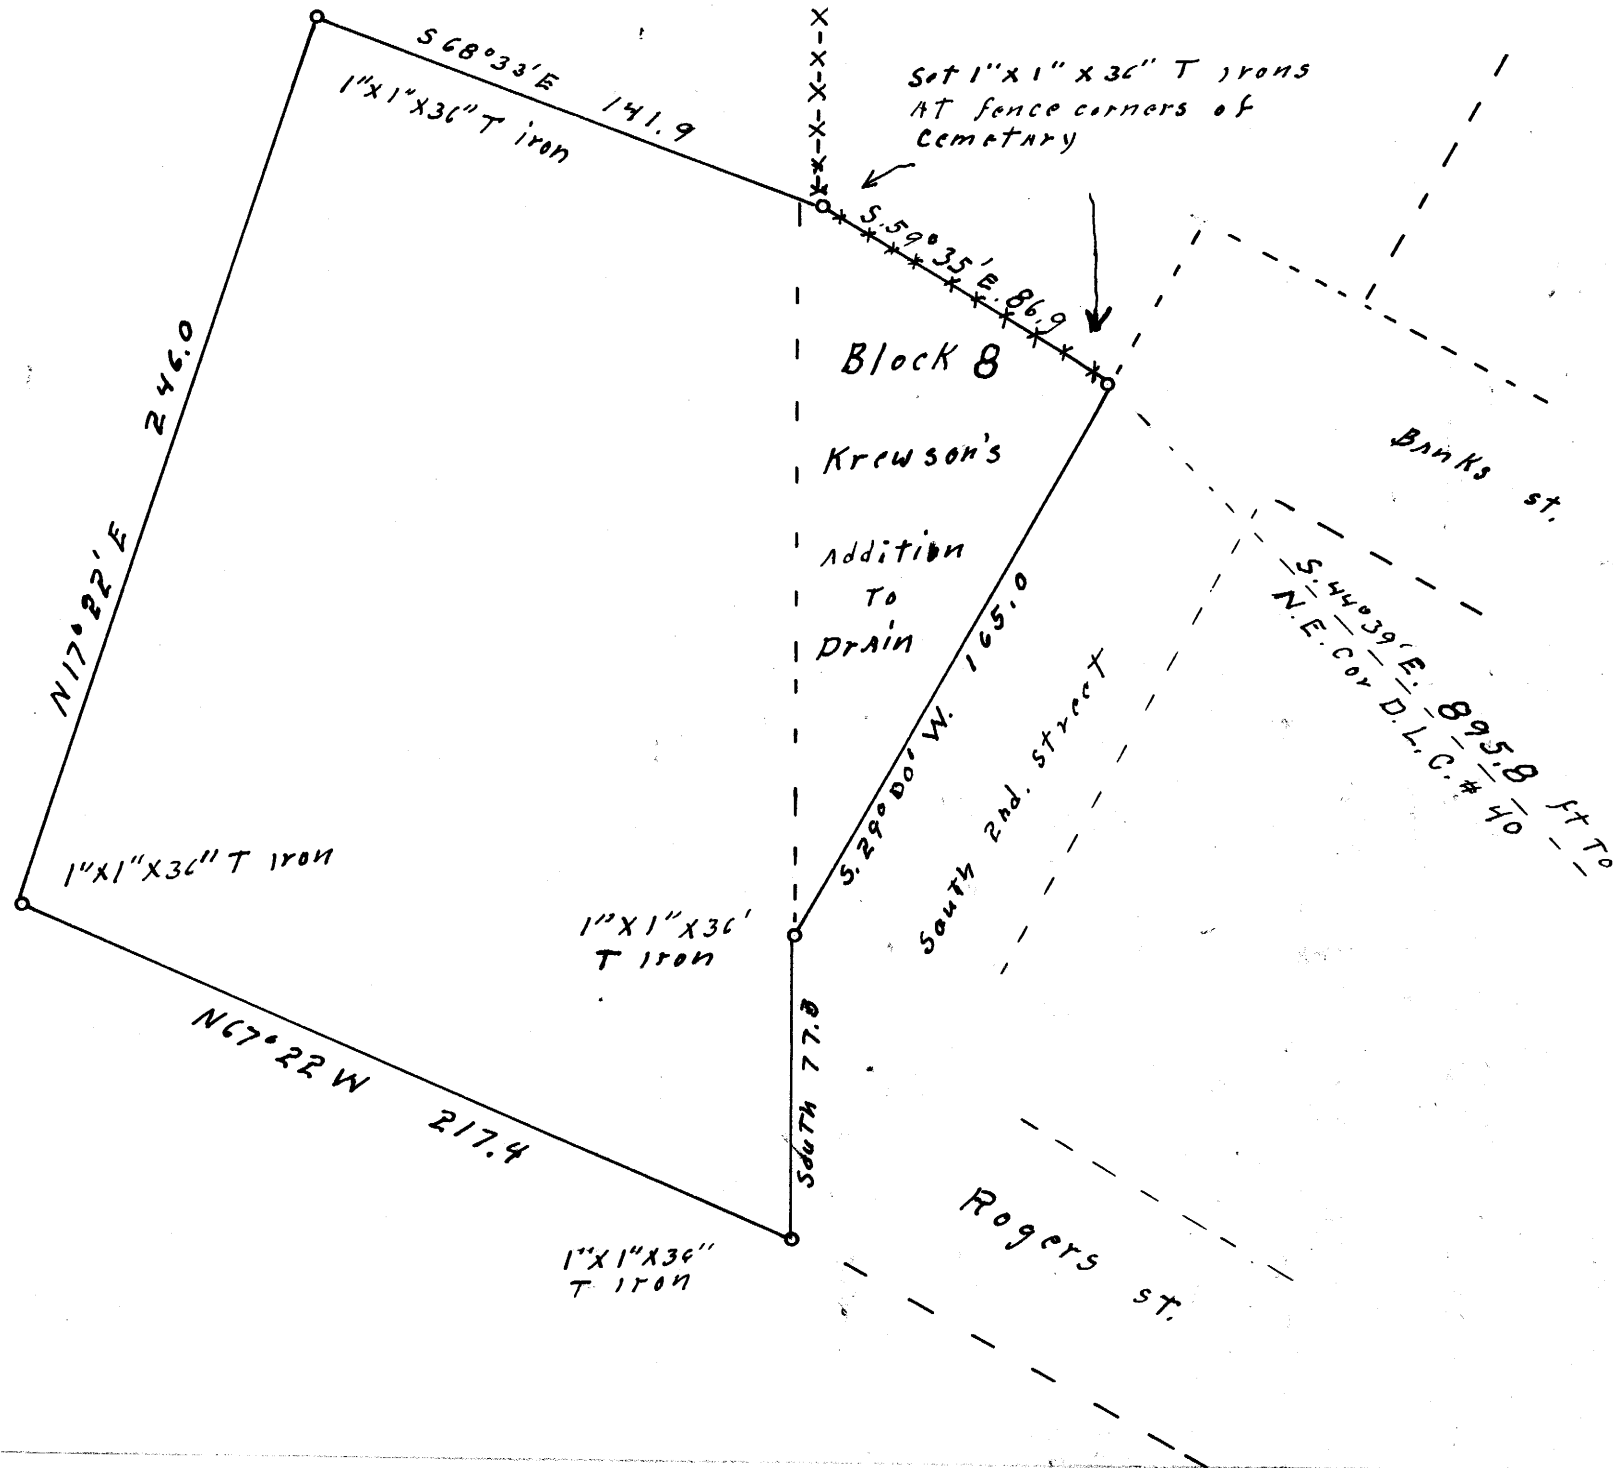 S 68°33'E 141.9
1"X1"X36" T iron
Set 1"X1"X36" T irons
AT fence corners of
Cemetary
S.59°35'E. 86.9
246.0
N17°22'E
Block 8
Krewson's
Addition
To
Drain
Banks st.
S.44°39'E. 895.8 ft To
N.E. Cor D.L.C. # 40
S.29°00'W. 165.0
South 2nd. street
1"X1"X36" T iron
1"X1"X36'
T iron
South 77.8
N67°22 W 217.4
1"X1"X36"
T iron
Rogers st.